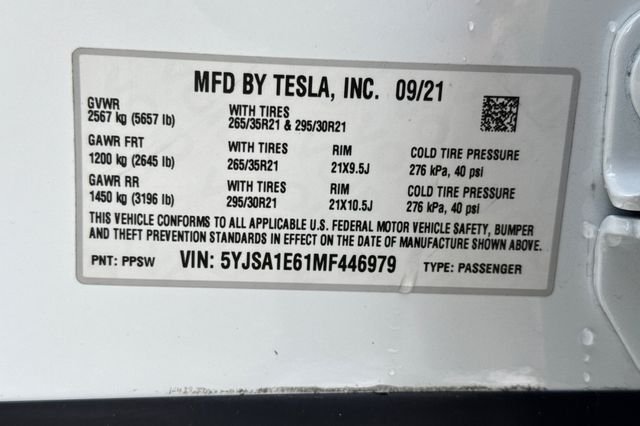 MFD BY TESLA, INC. 09/21
GVWR
2567 kg (5657 lb)
WITH TIRES
265/35R21 & 295/30R21
GAWR FRT
1200 kg (2645 lb)
WITH TIRES
265/35R21
RIM
21X9.5J
COLD TIRE PRESSURE
276 kPa, 40 psi
GAWR RR
1450 kg (3196 lb)
WITH TIRES
295/30R21
RIM
21X10.5J
COLD TIRE PRESSURE
276 kPa, 40 psi
THIS VEHICLE CONFORMS TO ALL APPLICABLE U.S. FEDERAL MOTOR VEHICLE SAFETY, BUMPER
AND THEFT PREVENTION STANDARDS IN EFFECT ON THE DATE OF MANUFACTURE SHOWN ABOVE.
PNT: PPSW VIN: 5YJSA1E61MF446979 TYPE: PASSENGER